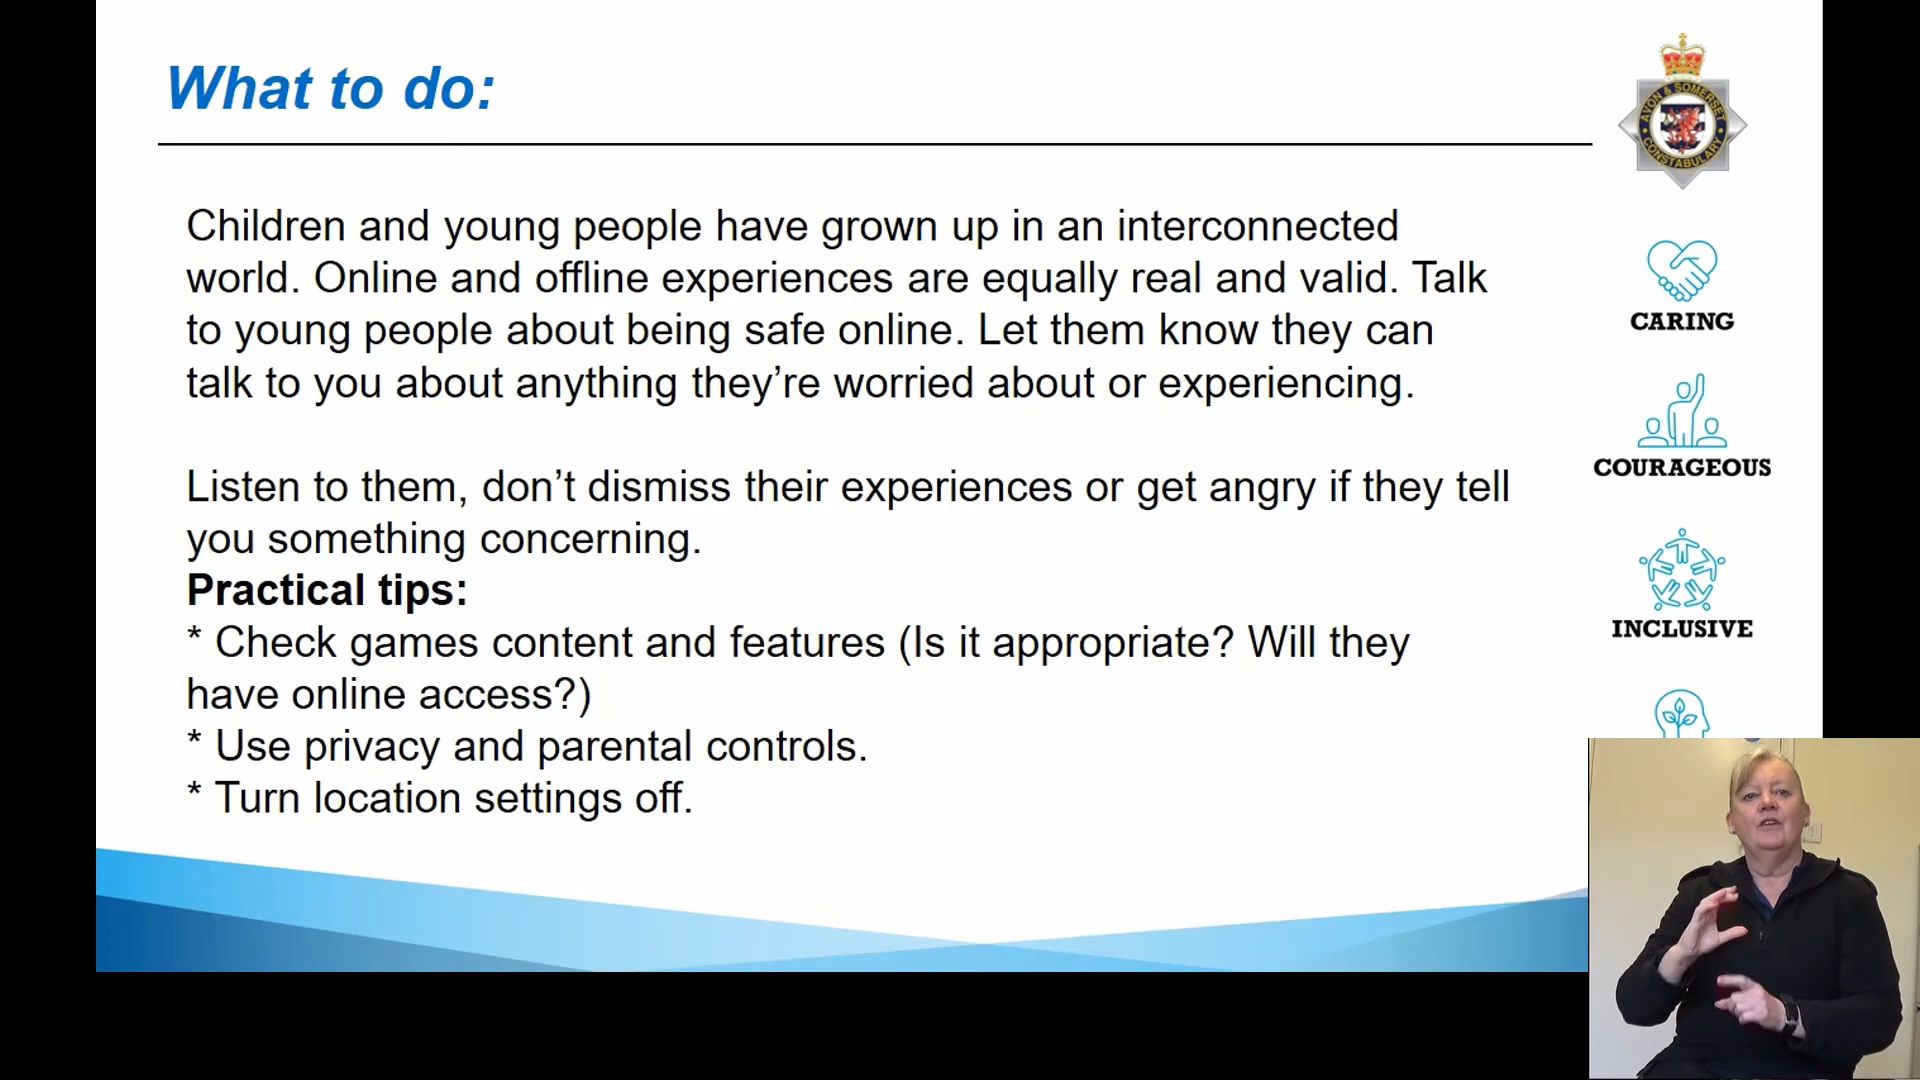 What to do:
AVON & SOMERSET
CONSTABULARY
Children and young people have grown up in an interconnected
world. Online and offline experiences are equally real and valid. Talk
to young people about being safe online. Let them know they can
talk to you about anything they’re worried about or experiencing.
Listen to them, don’t dismiss their experiences or get angry if they tell
you something concerning.
Practical tips:
* Check games content and features (Is it appropriate? Will they
have online access?)
* Use privacy and parental controls.
* Turn location settings off.
CARING
COURAGEOUS
INCLUSIVE